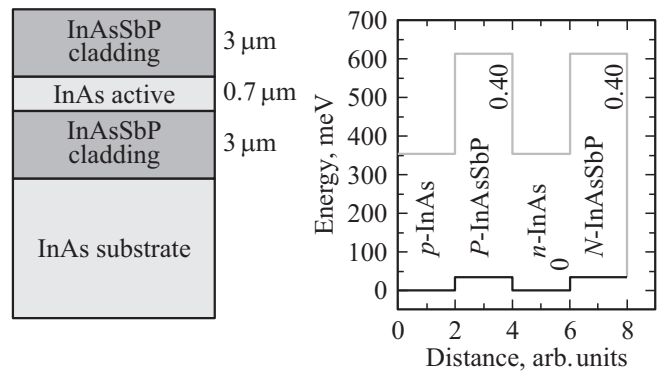 InAsSbP
cladding
3 μm
InAs active
0.7 μm
InAsSbP
cladding
3 μm
InAs substrate
Energy, meV
700
600
500
400
300
200
100
0
0.40
0.40
p-InAs
P-InAsSbP
n-InAs
0
N-InAsSbP
0 2 4 6 8
Distance, arb. units